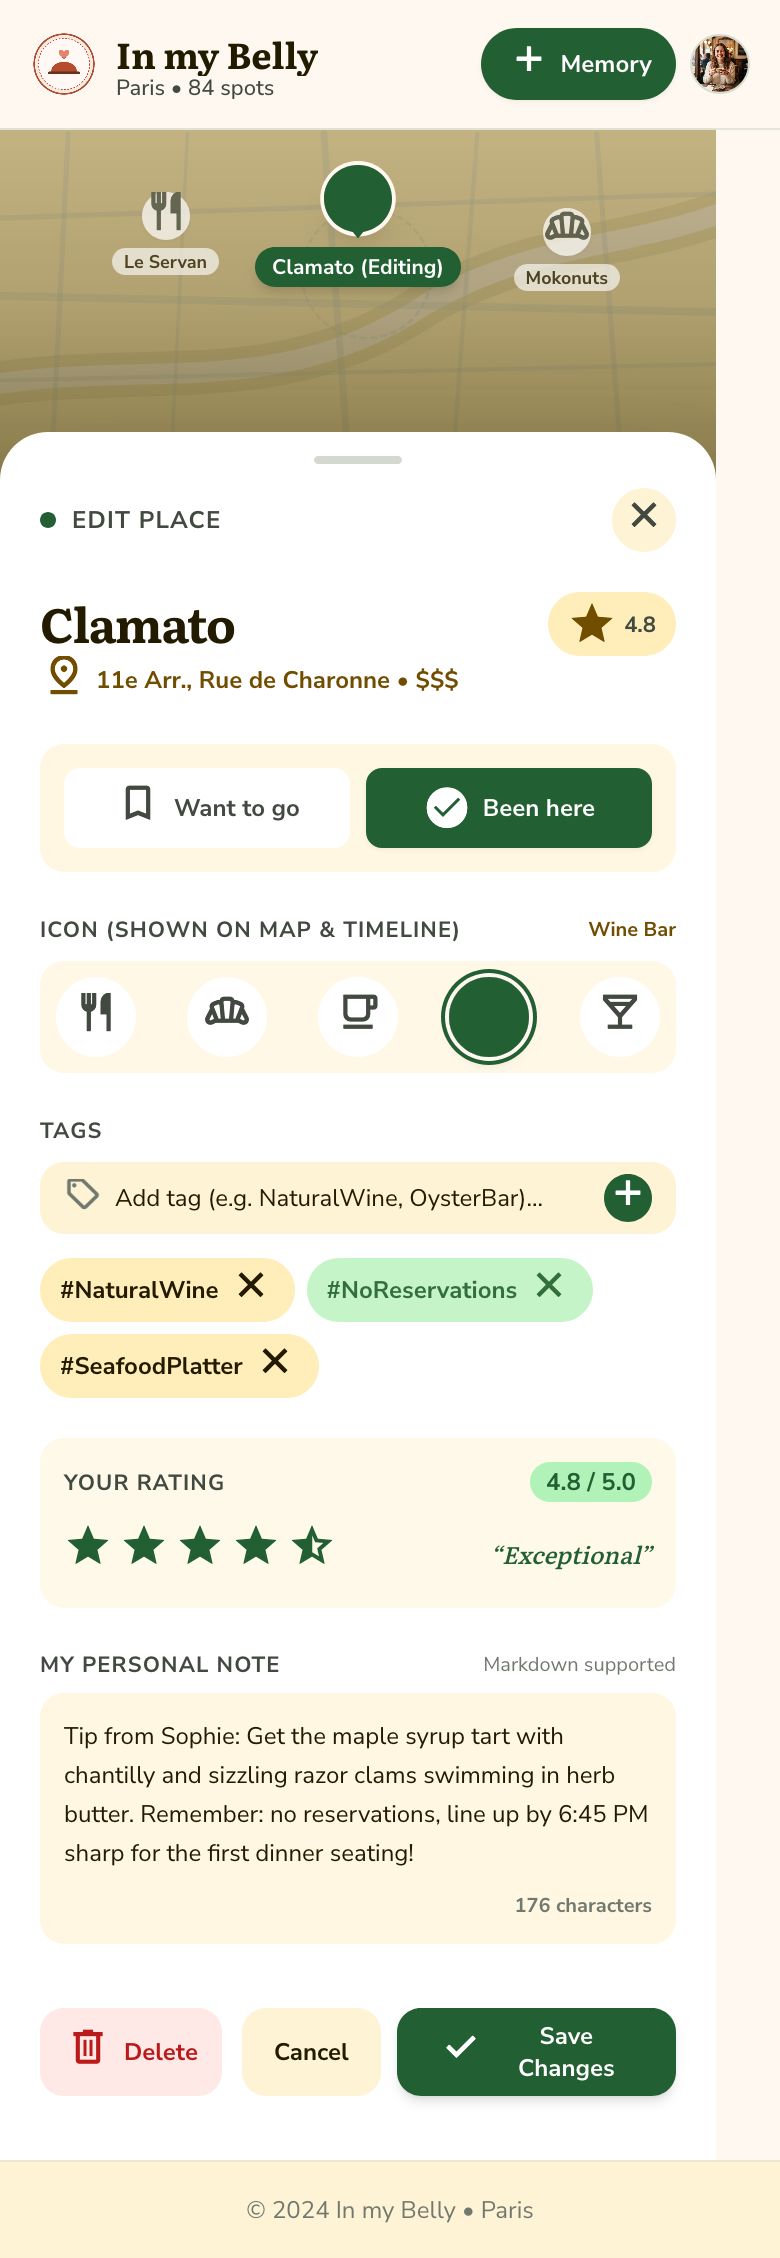 In my Belly
Paris • 84 spots
Memory
Le Servan
Clamato (Editing)
Mokonuts
EDIT PLACE
Clamato
4.8
11e Arr., Rue de Charonne • $$$
Want to go
Been here
ICON (SHOWN ON MAP & TIMELINE)
Wine Bar
TAGS
Add tag (e.g. NaturalWine, OysterBar)...
#NaturalWine
#NoReservations
#SeafoodPlatter
YOUR RATING
4.8 / 5.0
“Exceptional”
MY PERSONAL NOTE
Markdown supported
Tip from Sophie: Get the maple syrup tart with
chantilly and sizzling razor clams swimming in herb
butter. Remember: no reservations, line up by 6:45 PM
sharp for the first dinner seating!
176 characters
Delete
Cancel
Save
Changes
© 2024 In my Belly • Paris